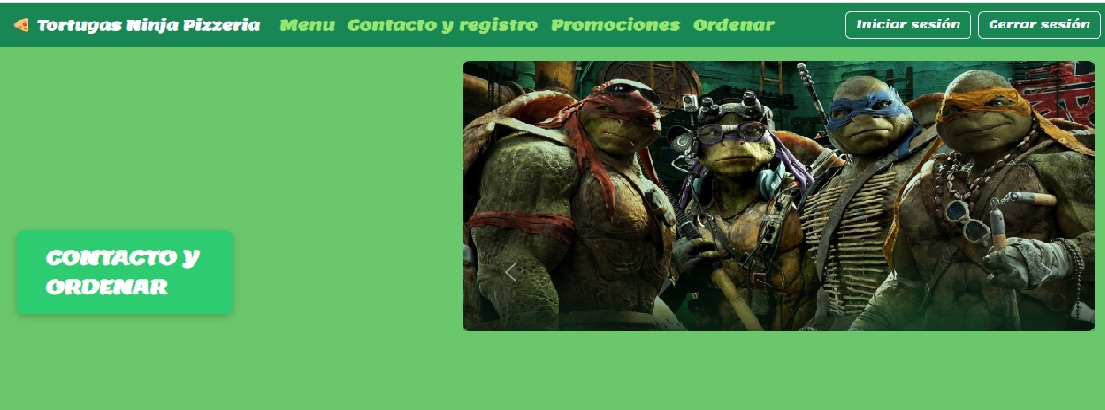 Tortugas Ninja Pizzeria
Menu
Contacto y registro
Promociones
Ordenar
Iniciar sesión
Cerrar sesión
CONTACTO Y
ORDENAR